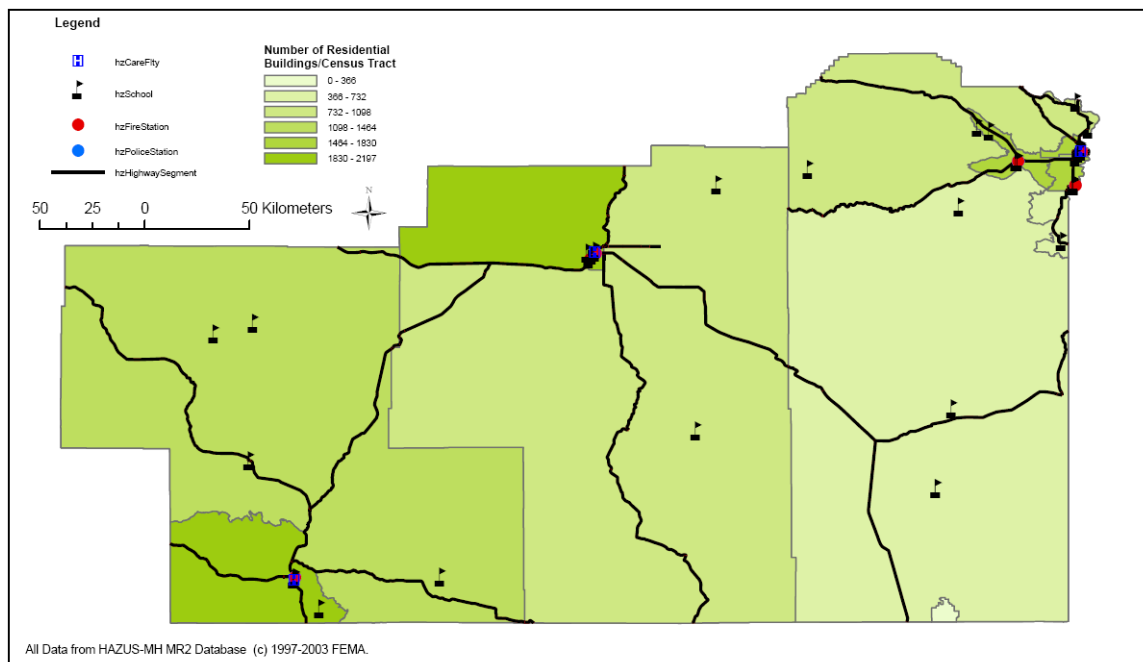 Legend
hzCareFlty
hzSchool
hzFireStation
hzPoliceStation
hzHighwaySegment
Number of Residential
Buildings/Census Tract
0 - 366
366 - 732
732 - 1098
1098 - 1464
1464 - 1830
1830 - 2197
N
50 25 0 50 Kilometers
All Data from HAZUS-MH MR2 Database (c) 1997-2003 FEMA.